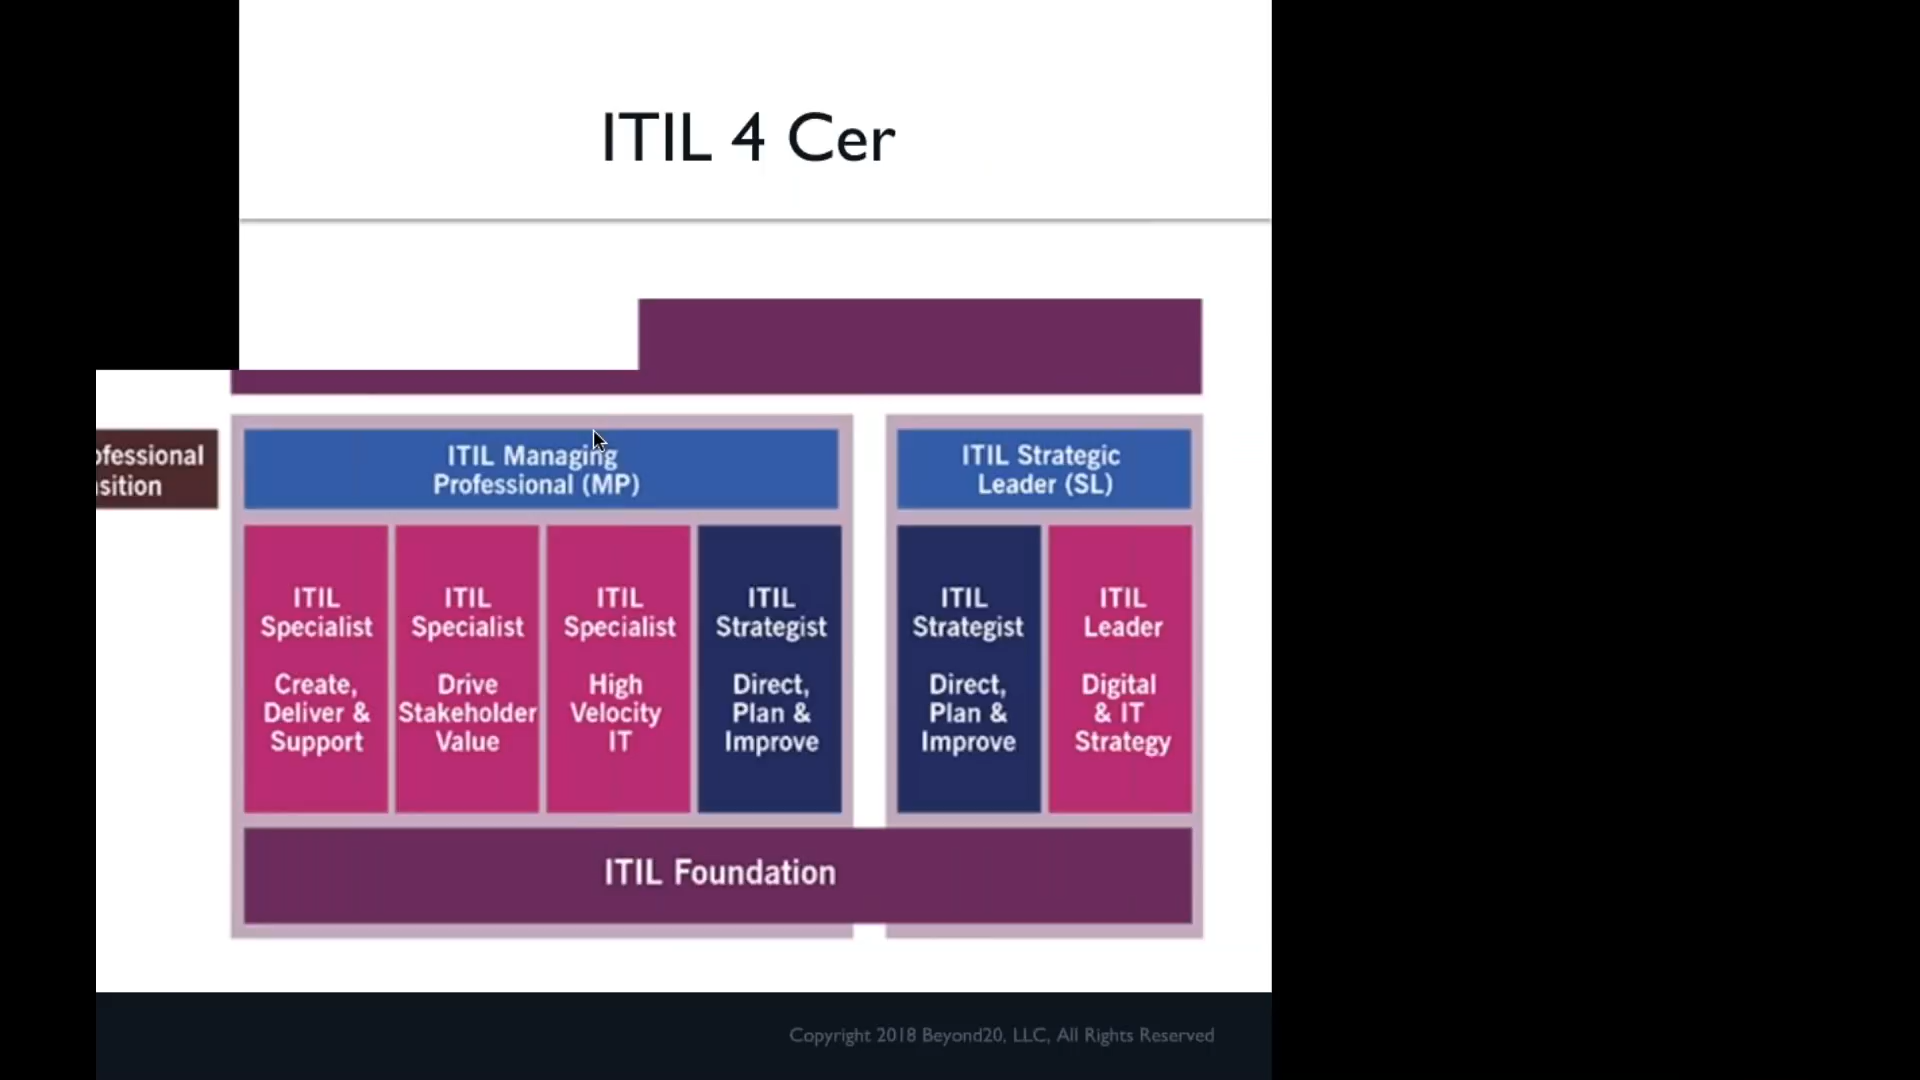 ITIL 4 Cer
ofessional
sition
ITIL Managing
Professional (MP)
ITIL Strategic
Leader (SL)
ITIL
Specialist
Create,
Deliver &
Support
ITIL
Specialist
Drive
Stakeholder
Value
ITIL
Specialist
High
Velocity
IT
ITIL
Strategist
Direct,
Plan &
Improve
ITIL
Strategist
Direct,
Plan &
Improve
ITIL
Leader
Digital
& IT
Strategy
ITIL Foundation
Copyright 2018 Beyond20, LLC, All Rights Reserved